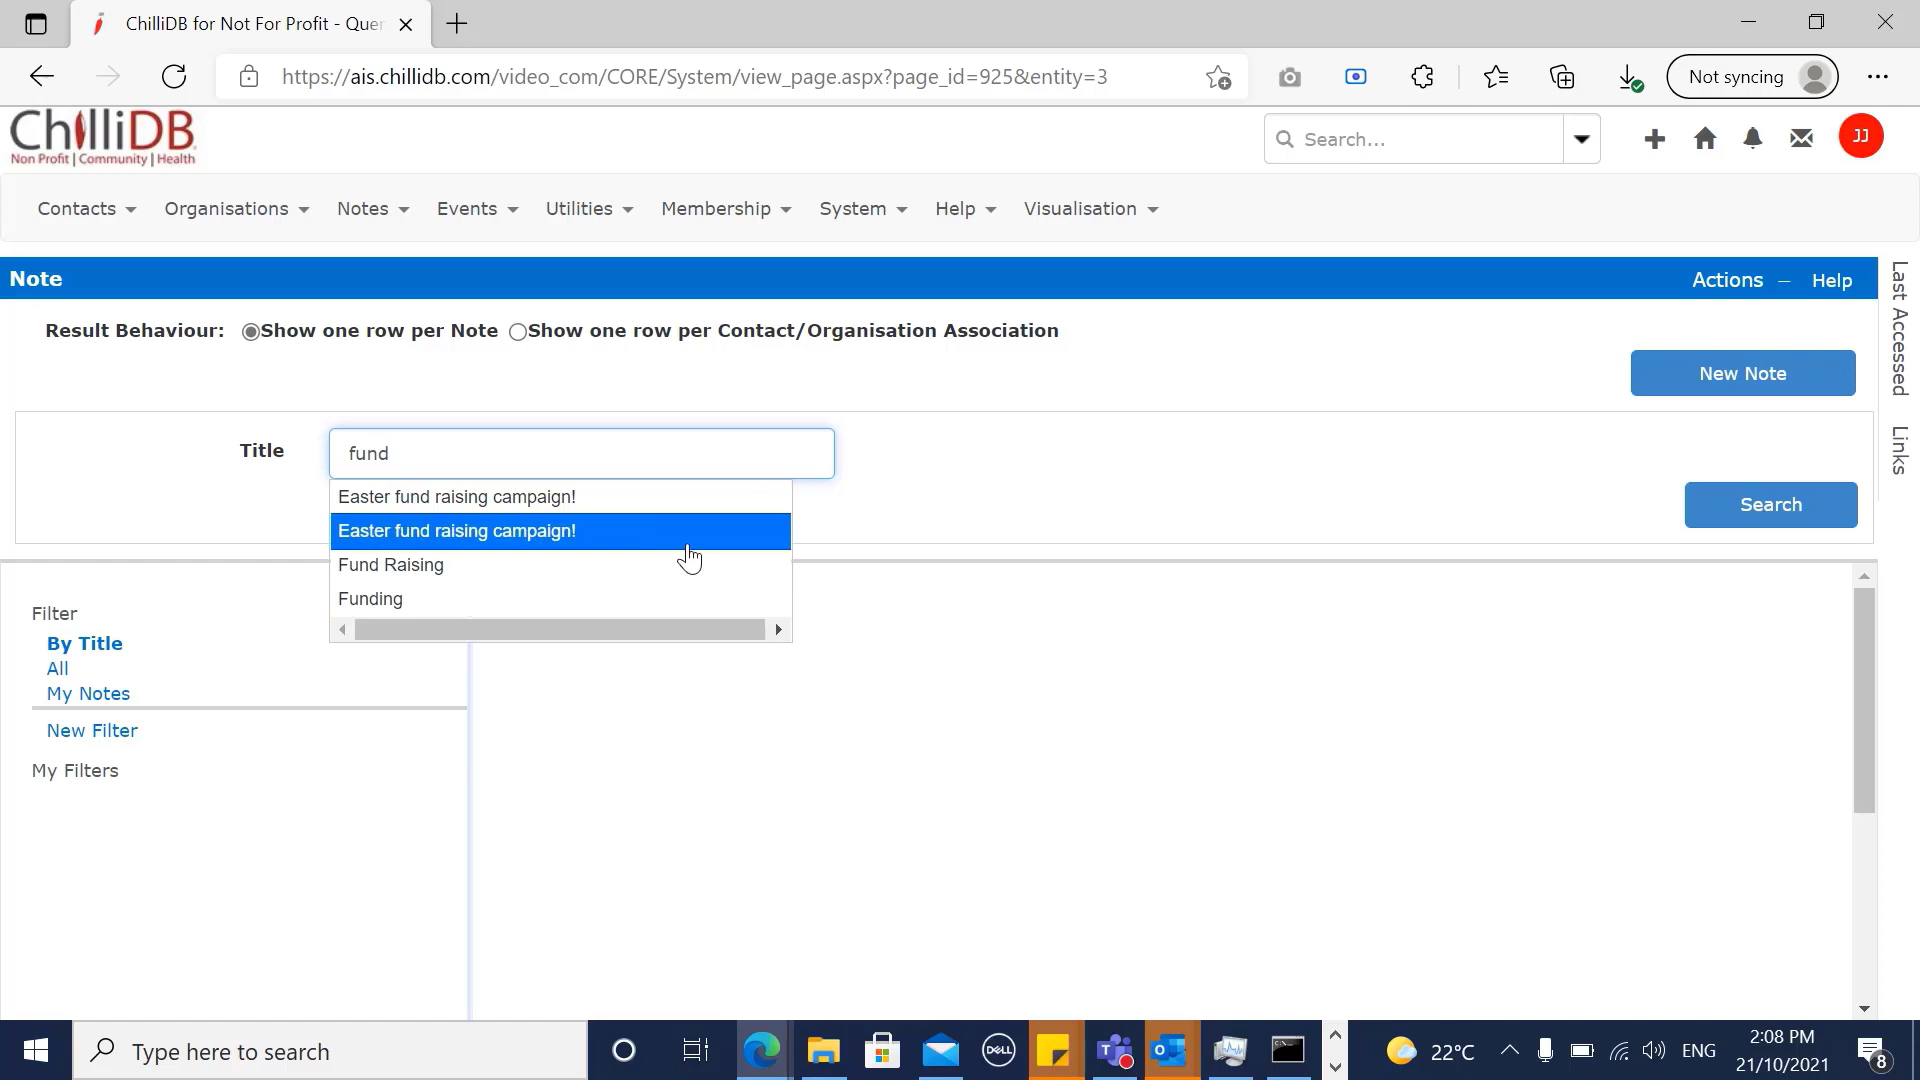 ChilliDB for Not For Profit - Quer
https://ais.chillidb.com/video_com/CORE/System/view_page.aspx?page_id=925&entity=3
Not syncing
ChilliDB
Non Profit | Community | Health
Search...
JJ
Contacts Organisations Notes Events Utilities Membership System Help Visualisation
Note
Actions – Help
Last Accessed
Links
Result Behaviour: Show one row per Note Show one row per Contact/Organisation Association
New Note
Title fund
Easter fund raising campaign!
Easter fund raising campaign!
Fund Raising
Funding
Search
Filter
By Title
All
My Notes
New Filter
My Filters
Type here to search
DELL
22°C
ENG
2:08 PM
21/10/2021
8